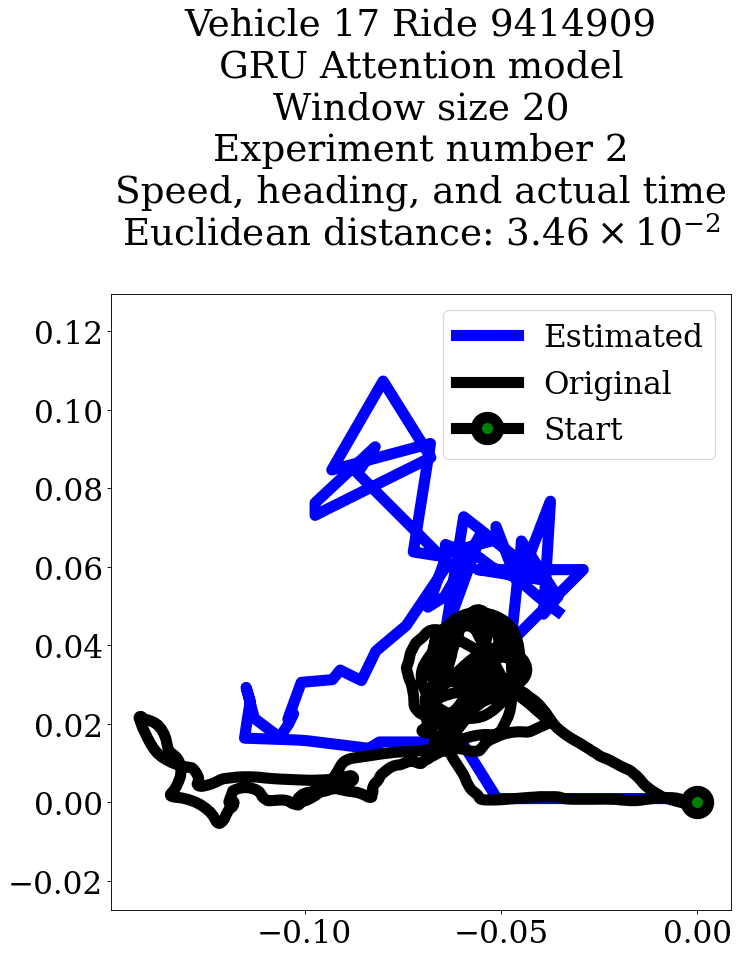 Vehicle 17 Ride 9414909
GRU Attention model
Window size 20
Experiment number 2
Speed, heading, and actual time
Euclidean distance: 3.46 × 10⁻²
Estimated
Original
Start
0.12
0.10
0.08
0.06
0.04
0.02
0.00
−0.02
−0.10
−0.05
0.00